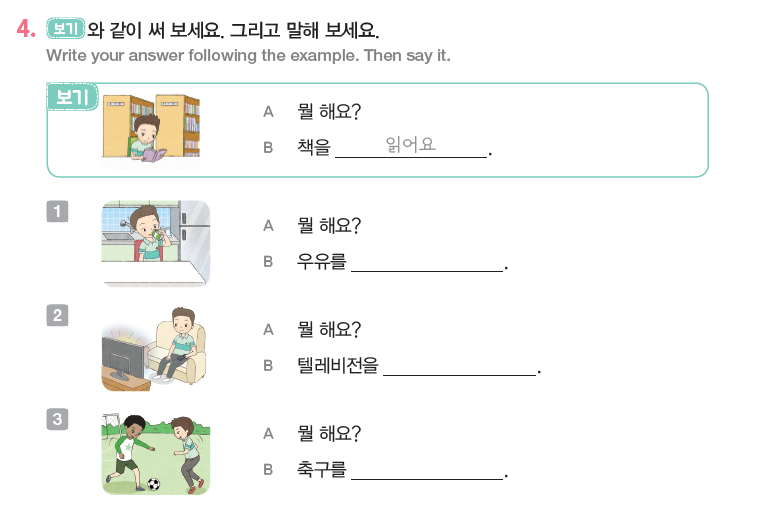 4. 보기 와 같이 써 보세요. 그리고 말해 보세요.
Write your answer following the example. Then say it.
보기
A 뭘 해요?
B 책을 읽어요.
1
A 뭘 해요?
B 우유를 ____________.
2
A 뭘 해요?
B 텔레비전을 ____________.
3
A 뭘 해요?
B 축구를 ____________.